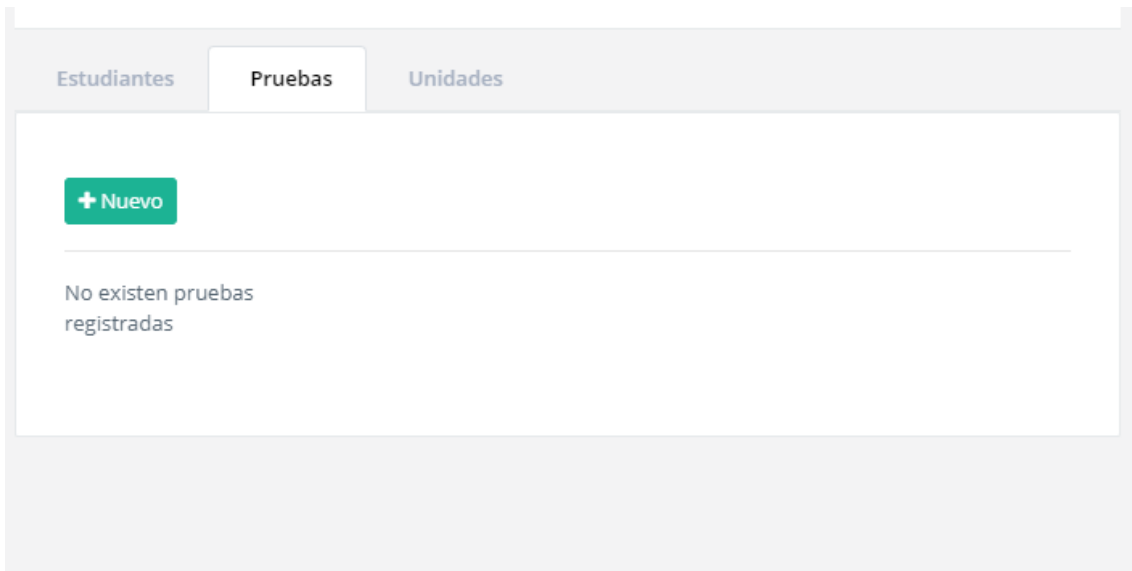 Estudiantes Pruebas Unidades
Nuevo
No existen pruebas
registradas